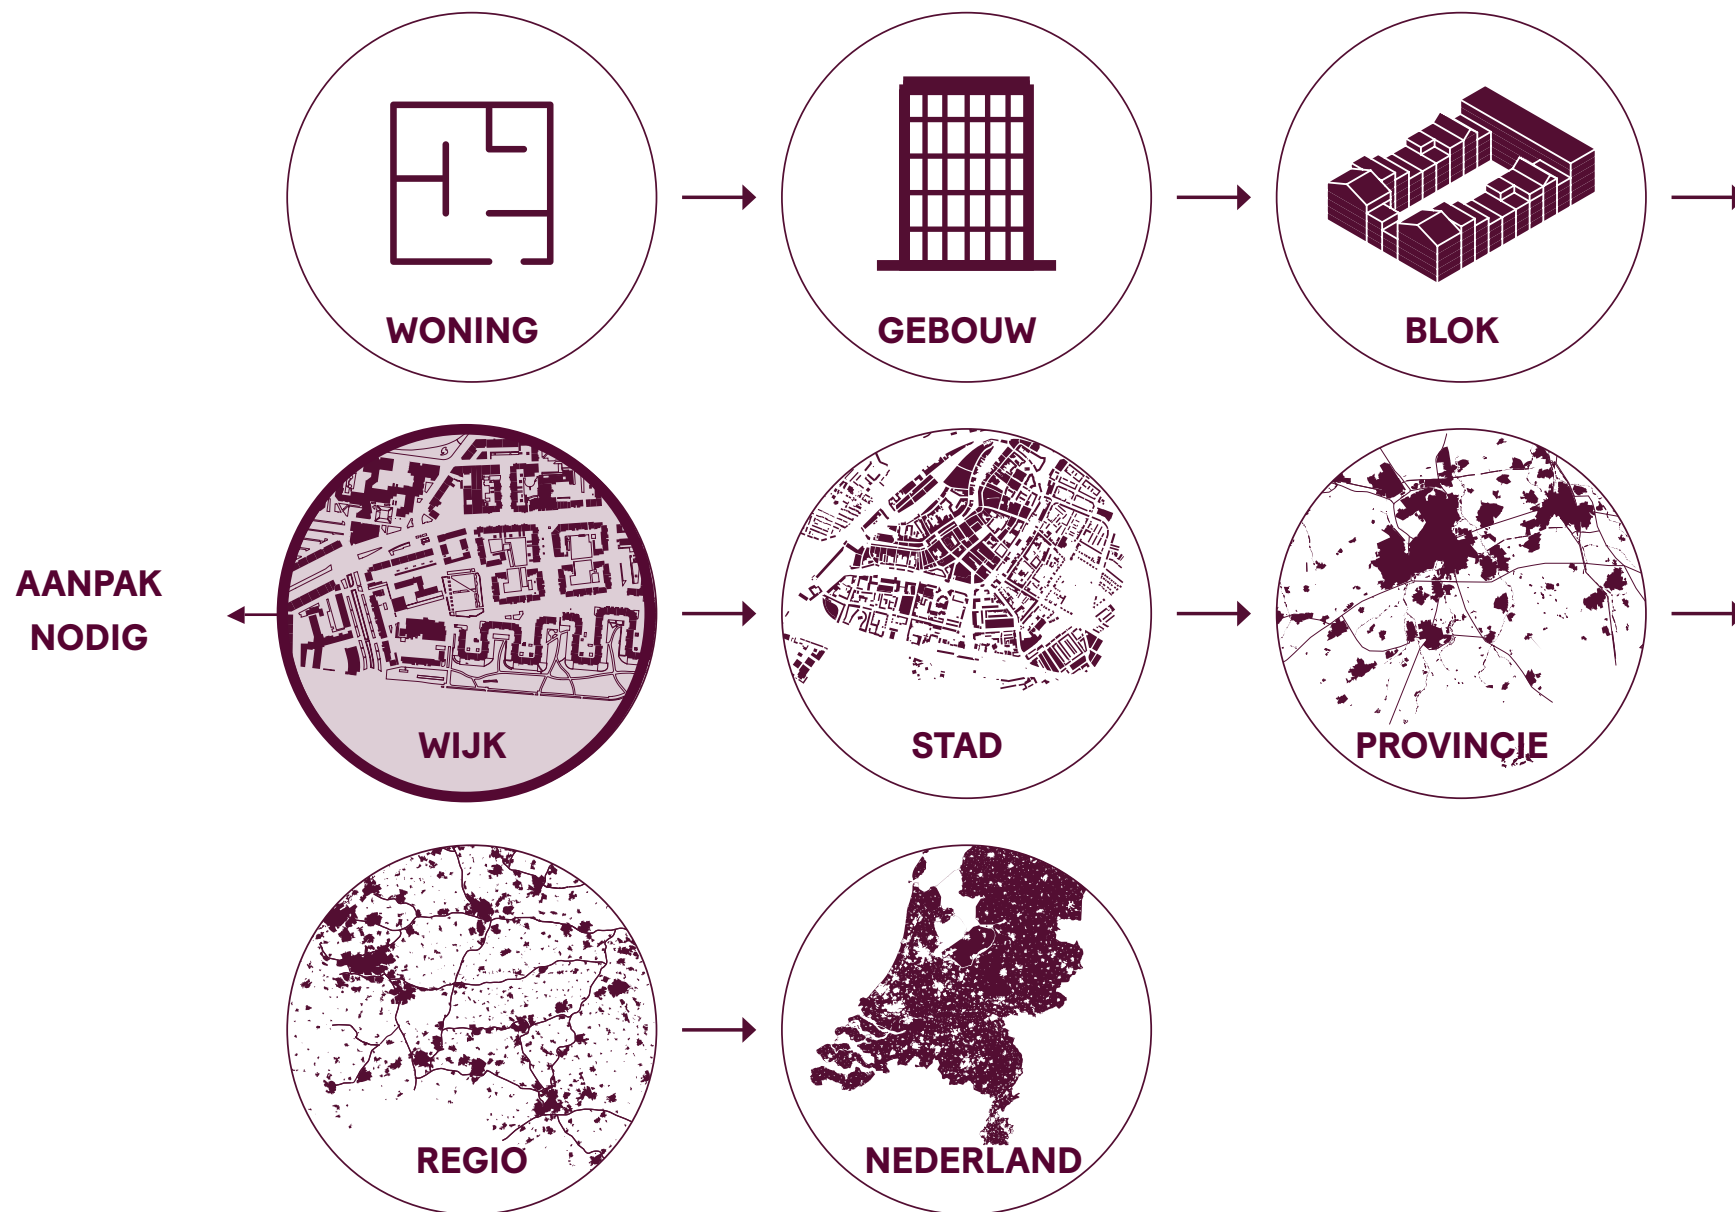 WONING
GEBOUW
BLOK
AANPAK
NODIG
WIJK
STAD
PROVINCIE
REGIO
NEDERLAND